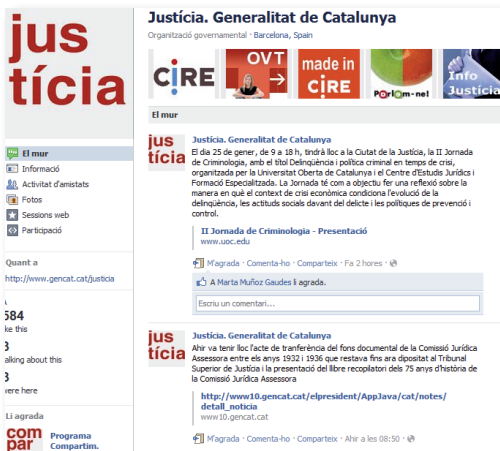 jus
tícia
Justícia. Generalitat de Catalunya
Organització governamental · Barcelona, Spain
CiRE
OVT
made in
CiRE
Parlam-nei
Info
Justícia
El mur
El mur
Informació
Activitat d'amistats
Fotos
Sessions web
Participació
Quant a
http://www.gencat.cat/justicia
584
ke this
3
alking about this
3
were here
Li agrada
com
par
Programa
Compartim.
jus
tícia
Justícia. Generalitat de Catalunya
El dia 25 gener, de 9 a 18 h, tindrà lloc a la Ciutat de la Justícia, la II Jornada
de Criminologia, amb el títol Delinqüència i política criminal en temps de crisi,
organitzada per la Universitat Oberta de Catalunya i el Centre d'Estudis Jurídics i
Formació Especialitzada. La Jornada té com a objectiu fer una reflexió sobre la
manera en què el context de crisi econòmica condiciona l'evolució de la
delinqüència, les actituds socials davant del delicte i les polítiques de prevenció i
control.
II Jornada de Criminologia - Presentació
www.uoc.edu
M'agrada · Comenta-ho · Comparteix · Fa 2 hores ·
A Marta Muñoz Gaudes li agrada.
Escriu un comentari...
jus
tícia
Justícia. Generalitat de Catalunya
Ahir va tenir lloc l'acte de tranferència del fons documental de la Comissió Jurídica
Assessora entre els anys 1932 i 1936 que restava fins ara dipositat al Tribunal
Superior de Justícia i la presentació del llibre recopilatori dels 75 anys d'història de
la Comissió Jurídica Assessora
http://www10.gencat.cat/elpresident/AppJava/cat/notes/
detall_noticia
www10.gencat.cat
M'agrada · Comenta-ho · Comparteix · Ahir a les 08:50 ·